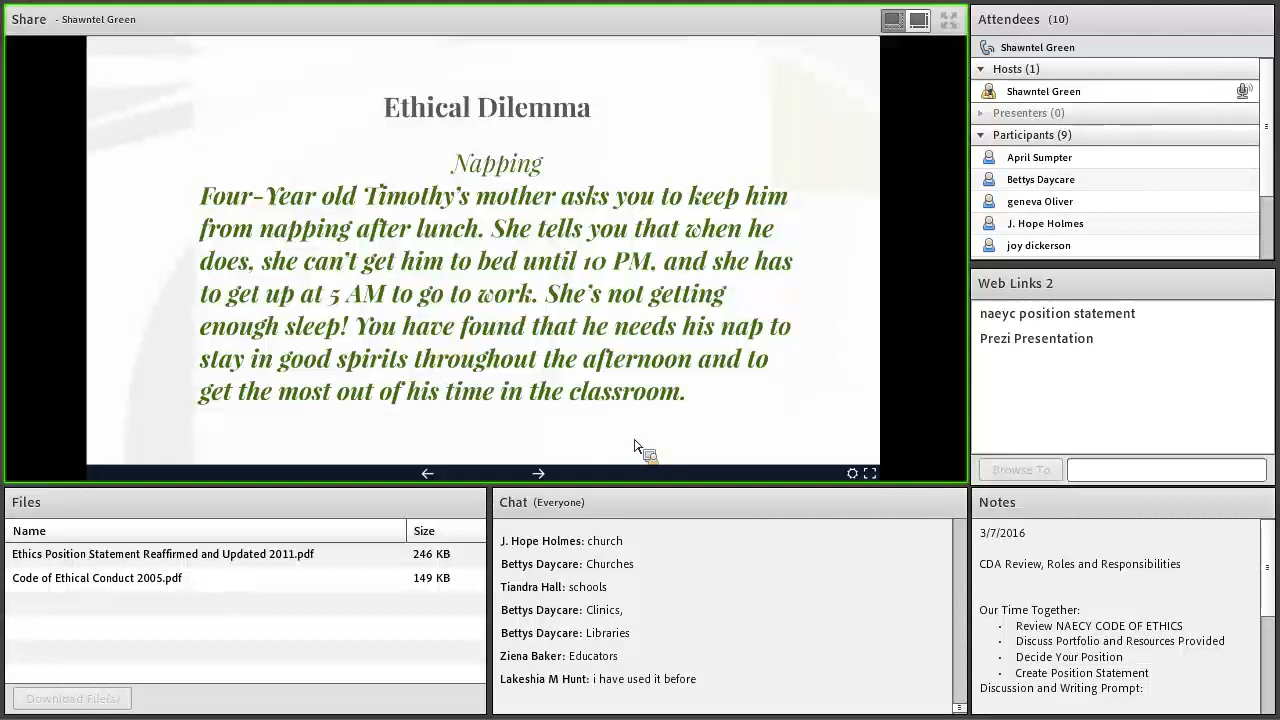 Share - Shawntel Green
Ethical Dilemma
Napping
Four-Year old Timothy's mother asks you to keep him
from napping after lunch. She tells you that when he
does, she can't get him to bed until 10 PM, and she has
to get up at 5 AM to go to work. She's not getting
enough sleep! You have found that he needs his nap to
stay in good spirits throughout the afternoon and to
get the most out of his time in the classroom.
Attendees (10)
Shawntel Green
Hosts (1)
Shawntel Green
Presenters (0)
Participants (9)
April Sumpter
Bettys Daycare
geneva Oliver
J. Hope Holmes
joy dickerson
Web Links 2
naeyc position statement
Prezi Presentation
Browse To
Files
Name Size
Ethics Position Statement Reaffirmed and Updated 2011.pdf 246 KB
Code of Ethical Conduct 2005.pdf 149 KB
Download File(s)
Chat (Everyone)
J. Hope Holmes: church
Bettys Daycare: Churches
Tiandra Hall: schools
Bettys Daycare: Clinics,
Bettys Daycare: Libraries
Ziena Baker: Educators
Lakeshia M Hunt: i have used it before
Notes
3/7/2016
CDA Review, Roles and Responsibilities
Our Time Together:
• Review NAECY CODE OF ETHICS
• Discuss Portfolio and Resources Provided
• Decide Your Position
• Create Position Statement
Discussion and Writing Prompt: